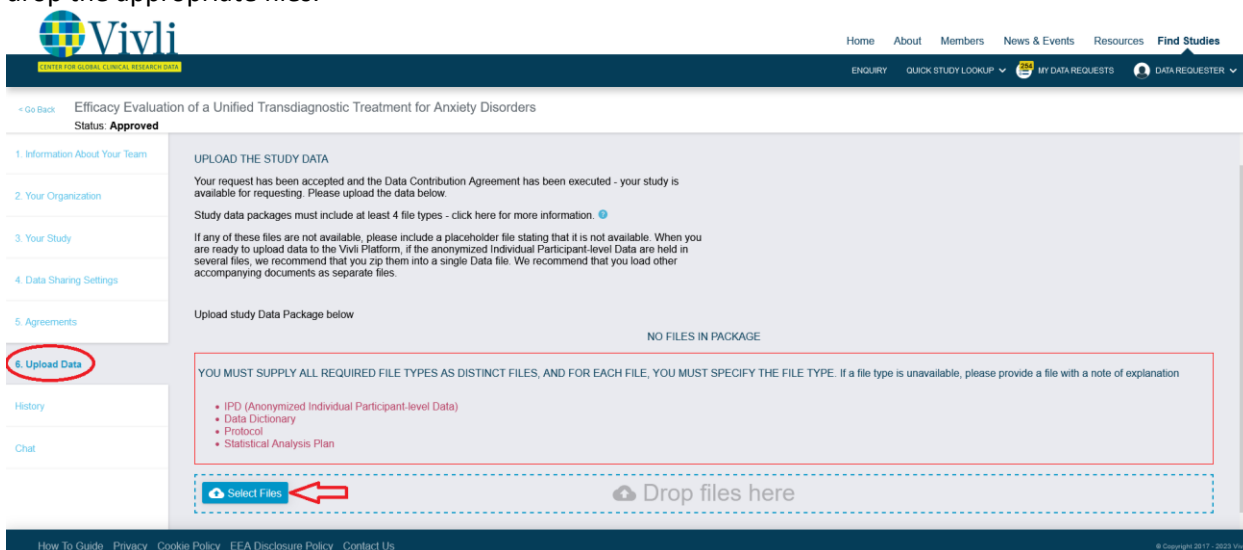 drop the appropriate files.
Vivli
CENTER FOR GLOBAL CLINICAL RESEARCH DATA
Home About Members News & Events Resources Find Studies
ENQUIRY QUICK STUDY LOOKUP 254 MY DATA REQUESTS DATA REQUESTER
< Go Back Efficacy Evaluation of a Unified Transdiagnostic Treatment for Anxiety Disorders
Status: Approved
1. Information About Your Team
2. Your Organization
3. Your Study
4. Data Sharing Settings
5. Agreements
6. Upload Data
History
Chat
UPLOAD THE STUDY DATA
Your request has been accepted and the Data Contribution Agreement has been executed - your study is
available for requesting. Please upload the data below.
Study data packages must include at least 4 file types - click here for more information.
If any of these files are not available, please include a placeholder file stating that it is not available. When you
are ready to upload data to the Vivli Platform, if the anonymized Individual Participant-level Data are held in
several files, we recommend that you zip them into a single Data file. We recommend that you load other
accompanying documents as separate files.
Upload study Data Package below
NO FILES IN PACKAGE
YOU MUST SUPPLY ALL REQUIRED FILE TYPES AS DISTINCT FILES, AND FOR EACH FILE, YOU MUST SPECIFY THE FILE TYPE. If a file type is unavailable, please provide a file with a note of explanation
• IPD (Anonymized Individual Participant-level Data)
• Data Dictionary
• Protocol
• Statistical Analysis Plan
Select Files
Drop files here
How To Guide Privacy Cookie Policy EEA Disclosure Policy Contact Us
© Copyright 2017 - 2023